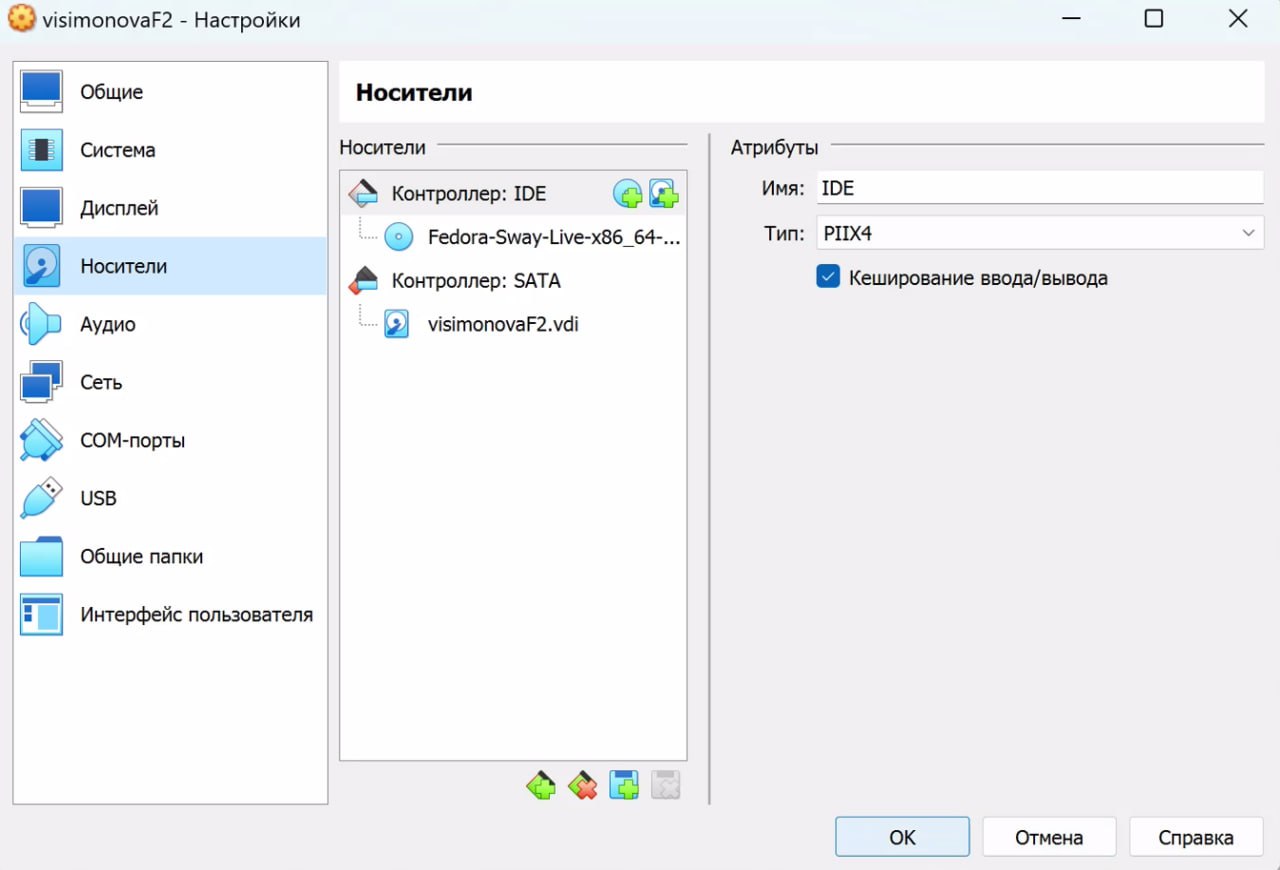 visimonovaF2 - Настройки
Общие
Система
Дисплей
Носители
Аудио
Сеть
COM-порты
USB
Общие папки
Интерфейс пользователя
Носители
Носители
Контроллер: IDE
Fedora-Sway-Live-x86_64-...
Контроллер: SATA
visimonovaF2.vdi
Атрибуты
Имя: IDE
Тип: PIIX4
Кеширование ввода/вывода
OK
Отмена
Справка